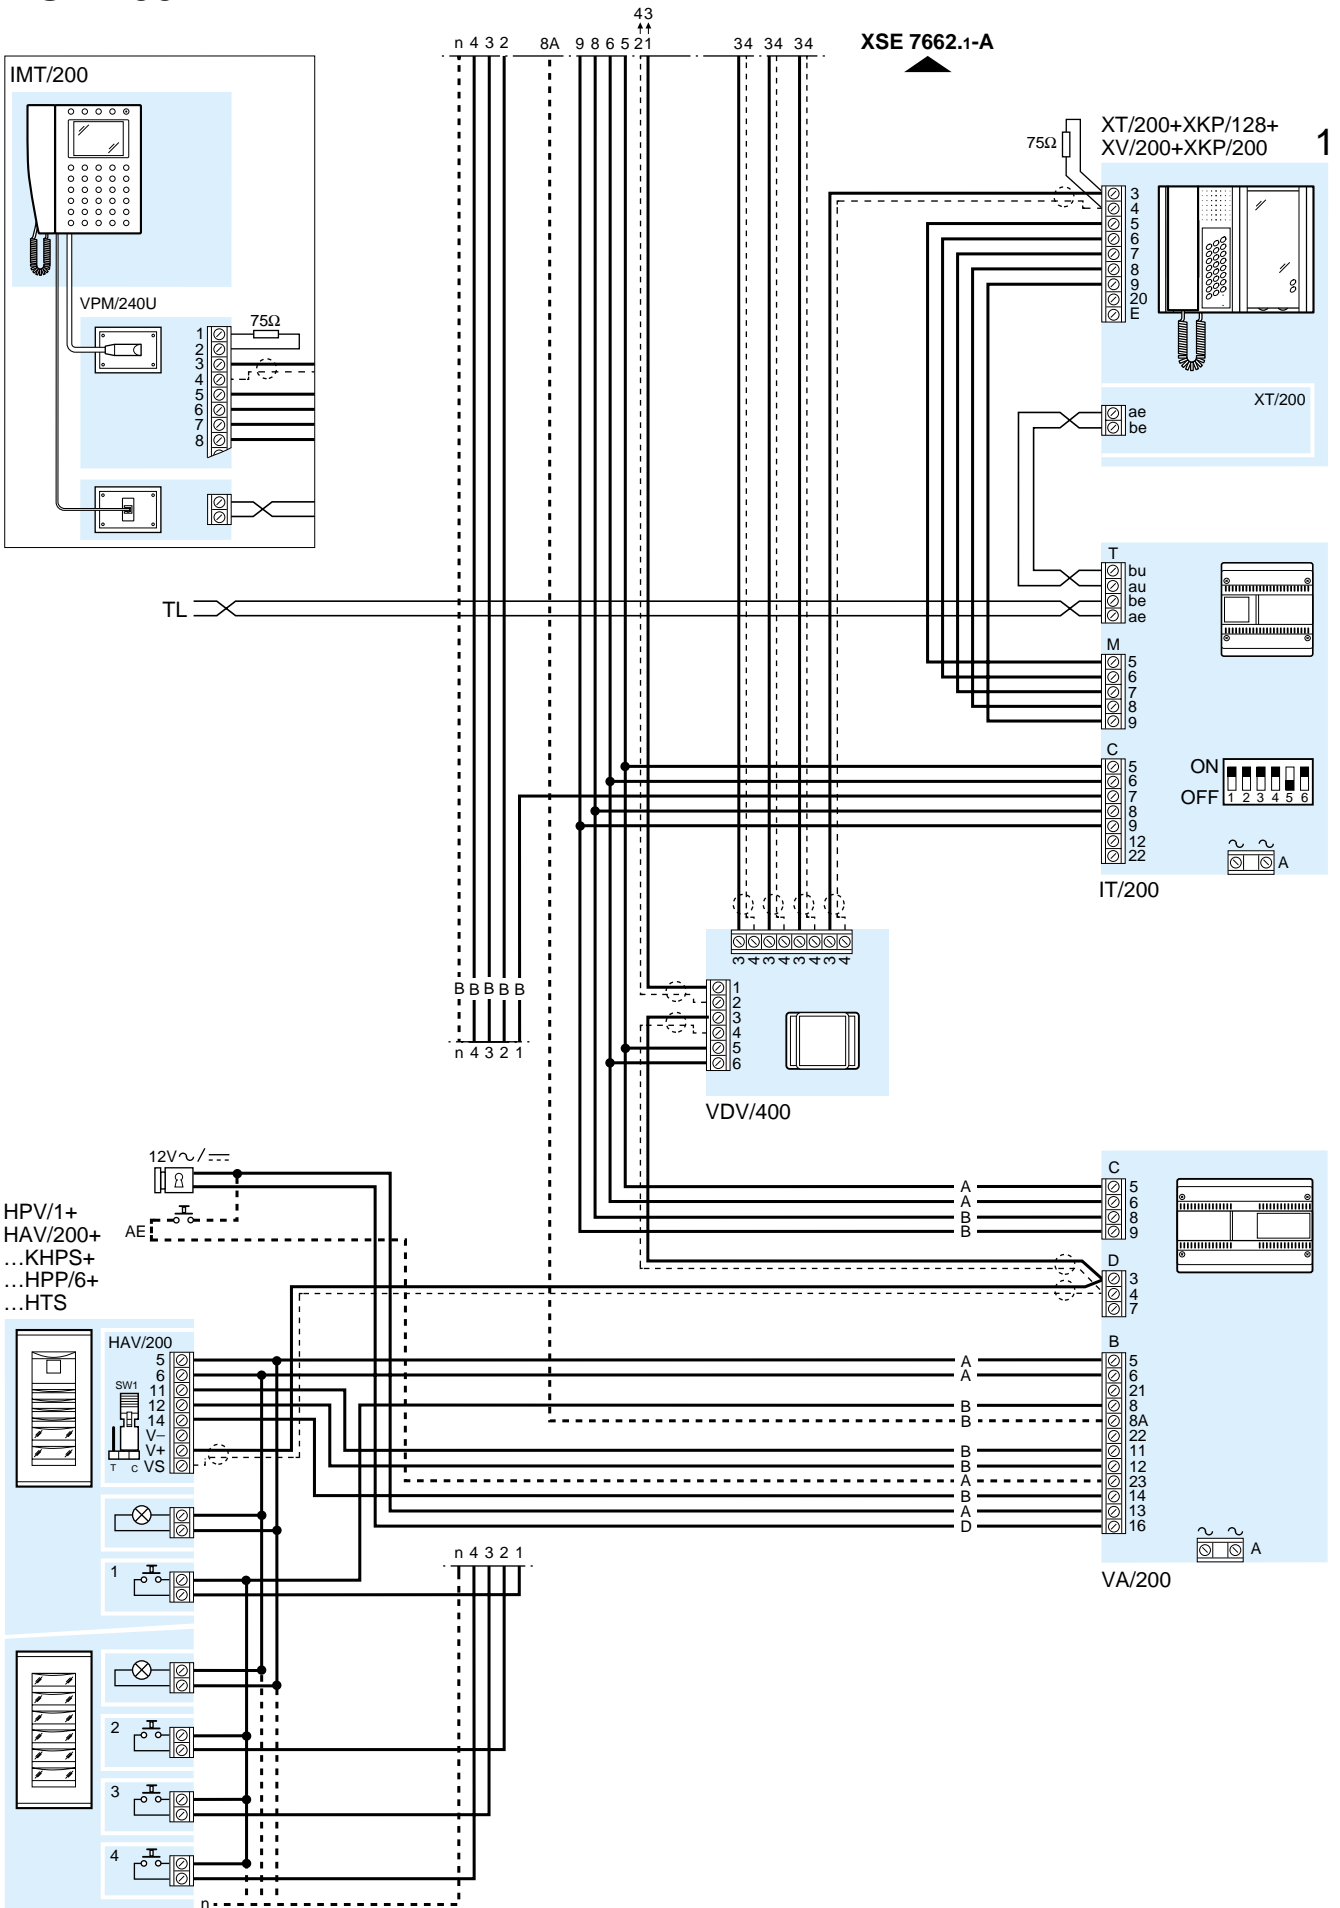 43
n 4 3 2 8A 9 8 6 5 21 34 34 34
XSE 7662.1-A
IMT/200
VPM/240U
75Ω
1
2
3
4
5
6
7
8
XT/200+XKP/128+
XV/200+XKP/200
1
75Ω
3
4
5
6
7
8
9
20
E
XT/200
ae
be
TL
T
bu
au
be
ae
M
5
6
7
8
9
C
5
6
7
8
9
12
22
ON
OFF
1 2 3 4 5 6
A
IT/200
3 4 3 4 3 4 3 4
1
2
3
4
5
6
VDV/400
B B B B B
n 4 3 2 1
12V
AE
HPV/1+
HAV/200+
...KHPS+
...HPP/6+
...HTS
HAV/200
5
6
11
12
14
V–
V+
VS
SW1
T C
1
2
3
4
n
n 4 3 2 1
C
A 5
A 6
B 8
B 9
D
3
4
7
B
A 5
A 6
21
B 8
B 8A
22
B 11
B 12
A 23
B 14
A 13
D 16
A
VA/200